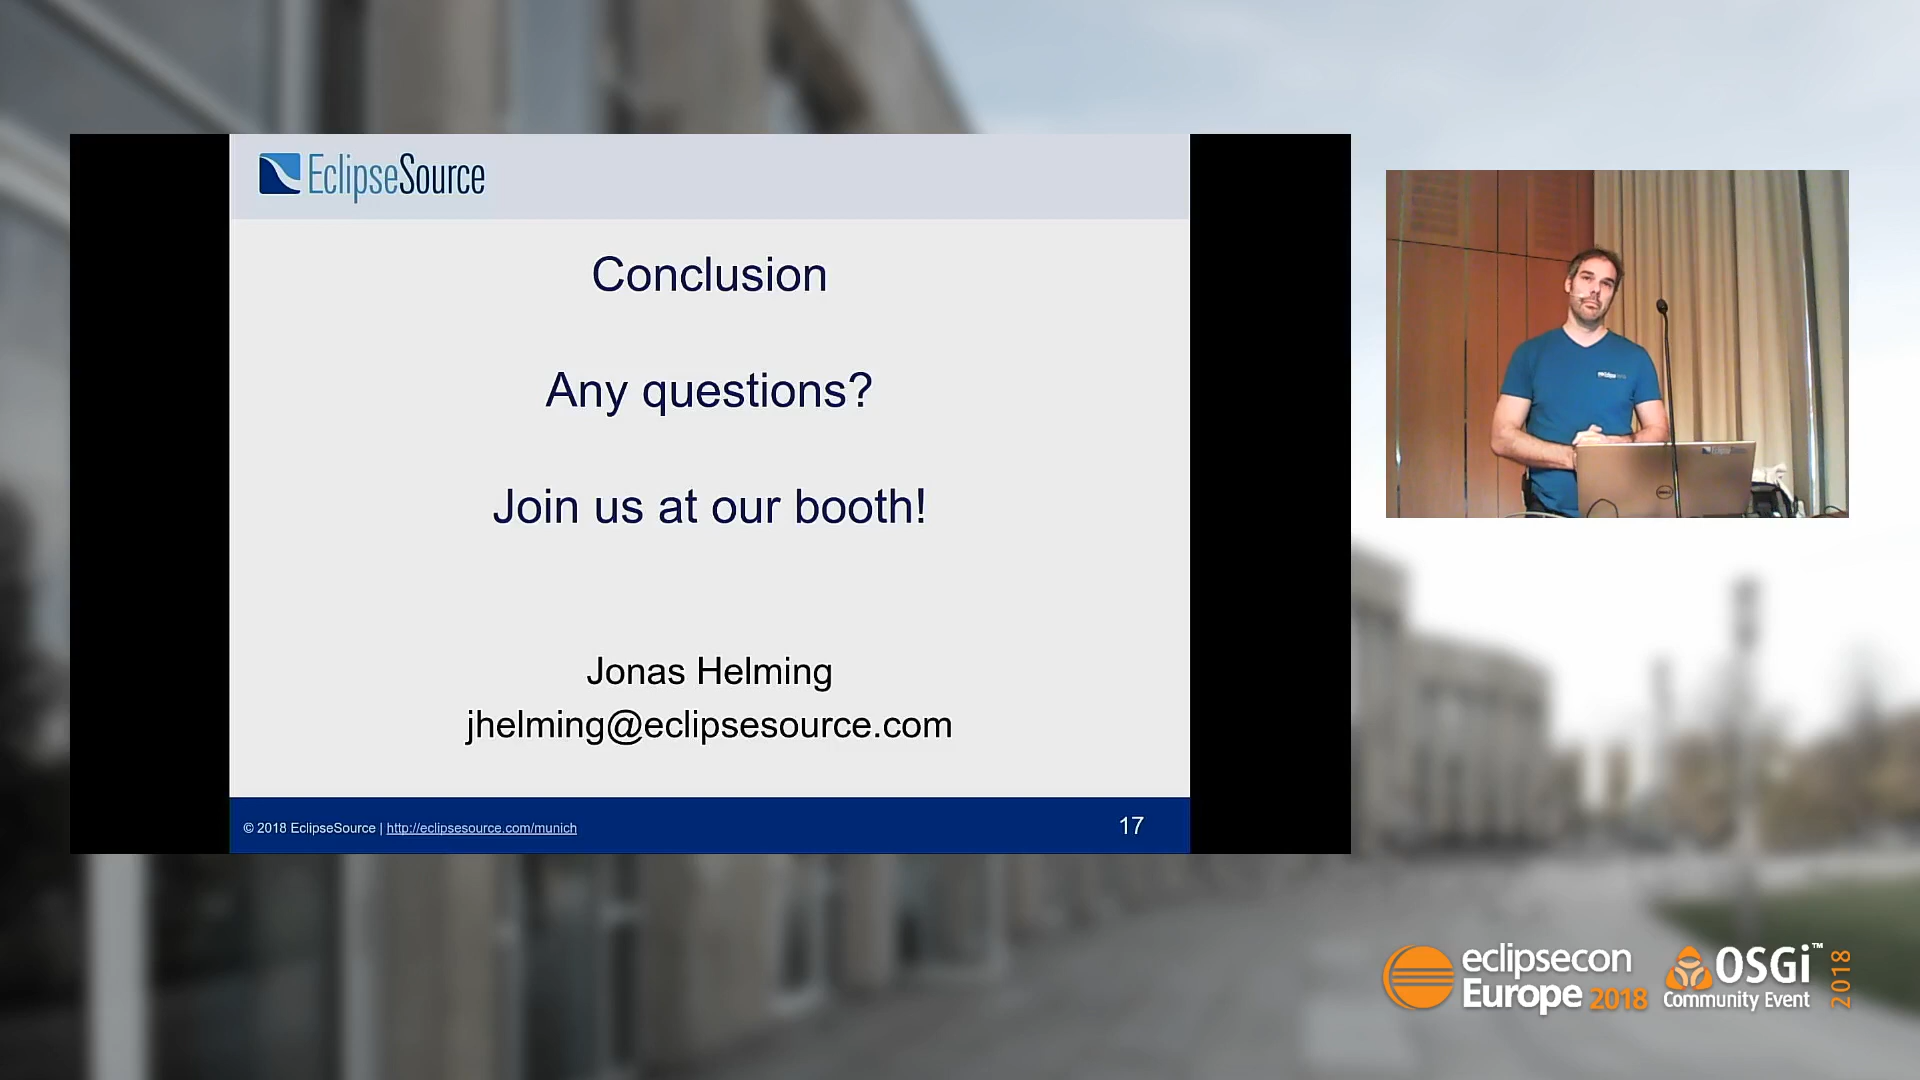 EclipseSource
Conclusion
Any questions?
Join us at our booth!
Jonas Helming
jhelming@eclipsesource.com
© 2018 EclipseSource | http://eclipsesource.com/munich
17
DELL
eclipsecon
Europe 2018
OSGi™
Community Event
2018